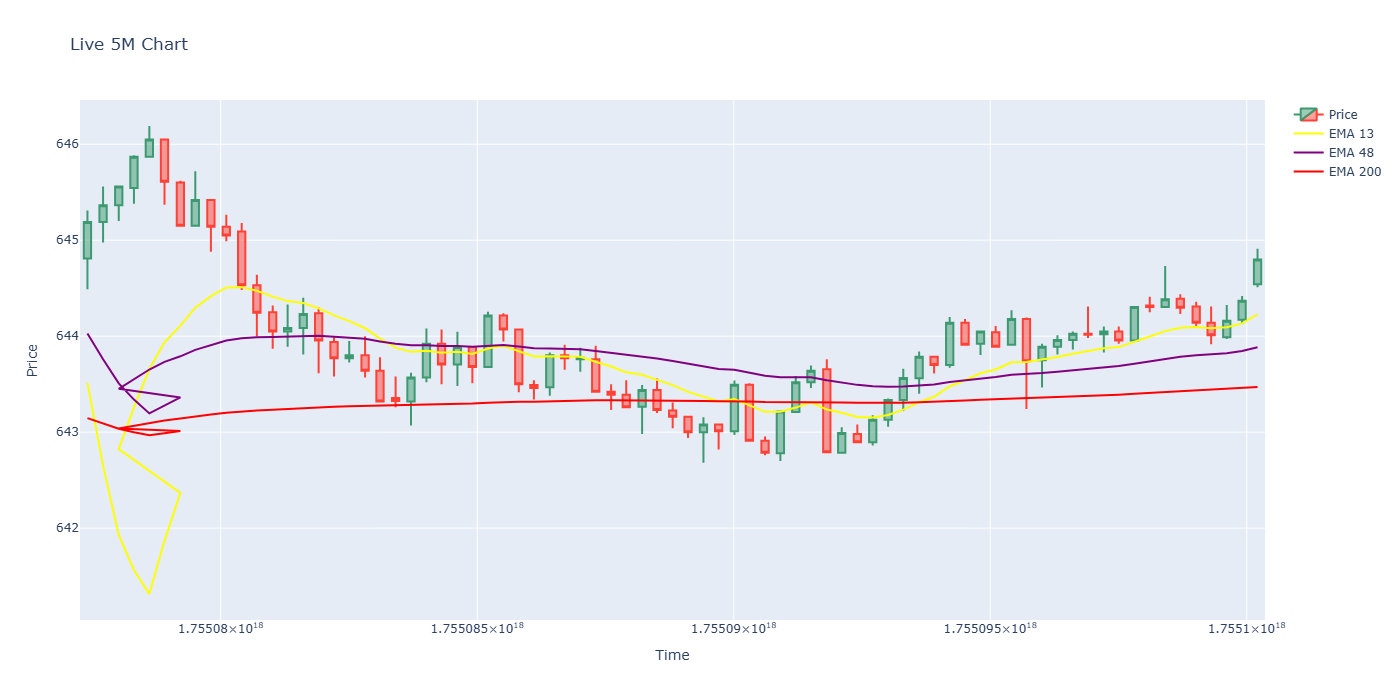 Live 5M Chart
Price
EMA 13
EMA 48
EMA 200
646
645
644
643
642
Price
1.75508×10¹⁸
1.755085×10¹⁸
1.75509×10¹⁸
1.755095×10¹⁸
1.7551×10¹⁸
Time